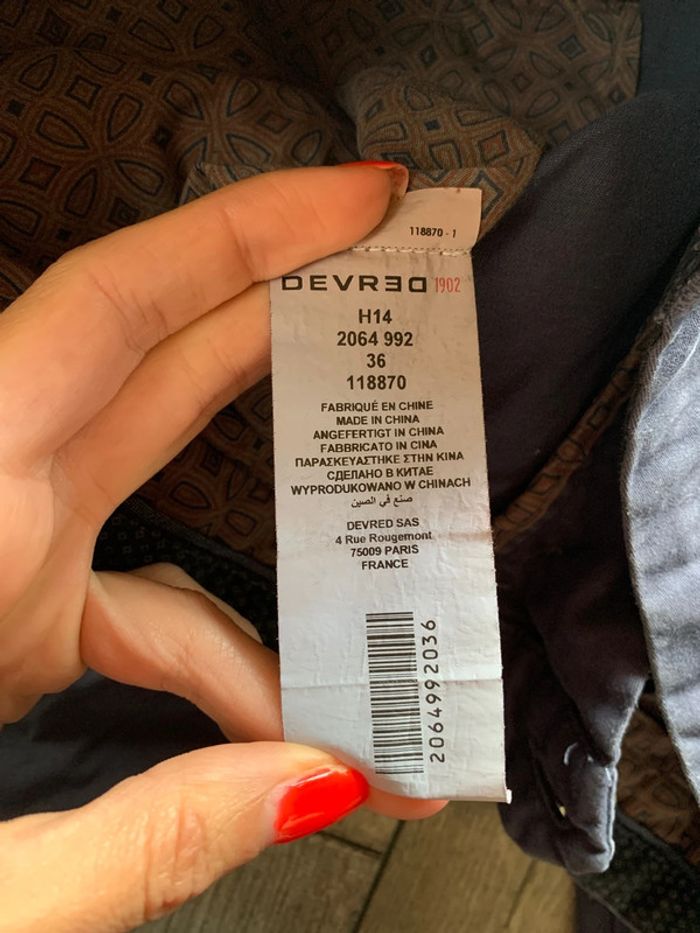 118870 - 1
DEVRED 1902
H14
2064 992
36
118870
FABRIQUÉ EN CHINE
MADE IN CHINA
ANGEFERTIGT IN CHINA
FABBRICATO IN CINA
ΠΑΡΑΣΚΕΥΑΣΤΗΚΕ ΣΤΗΝ ΚΙΝΑ
СДЕЛАНО В КИТАЕ
WYPRODUKOWANO W CHINACH
صنع في الصين
DEVRED SAS
4 Rue Rougemont
75009 PARIS
FRANCE
2064992036